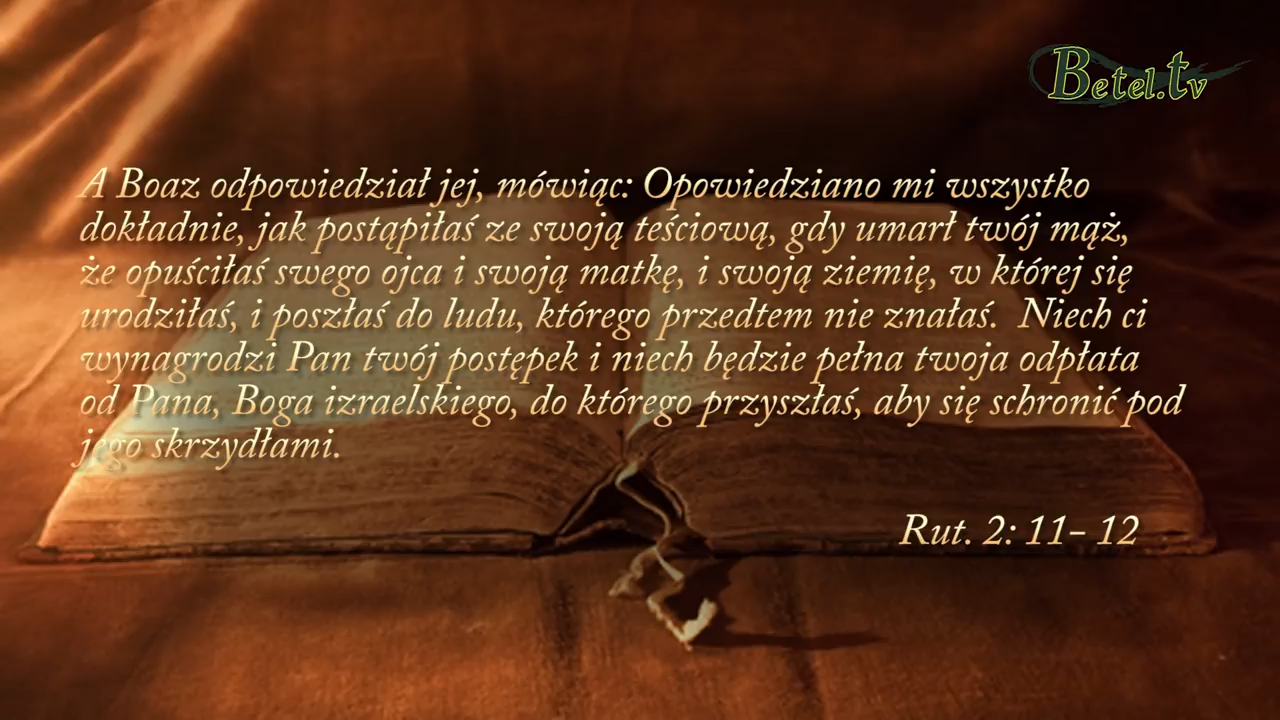 Betel.tv
A Boaz odpowiedział jej, mówiąc: Opowiedziano mi wszystko
dokładnie, jak postąpiłaś ze swoją teściową, gdy umarł twój mąż,
że opuściłaś swego ojca i swoją matkę, i swoją ziemię, w której się
urodziłaś, i poszłaś do ludu, którego przedtem nie znałaś.  Niech ci
wynagrodzi Pan twój postępek i niech będzie pełna twoja odpłata
od Pana, Boga izraelskiego, do którego przyszłaś, aby się schronić pod
jego skrzydłami.
Rut. 2: 11- 12